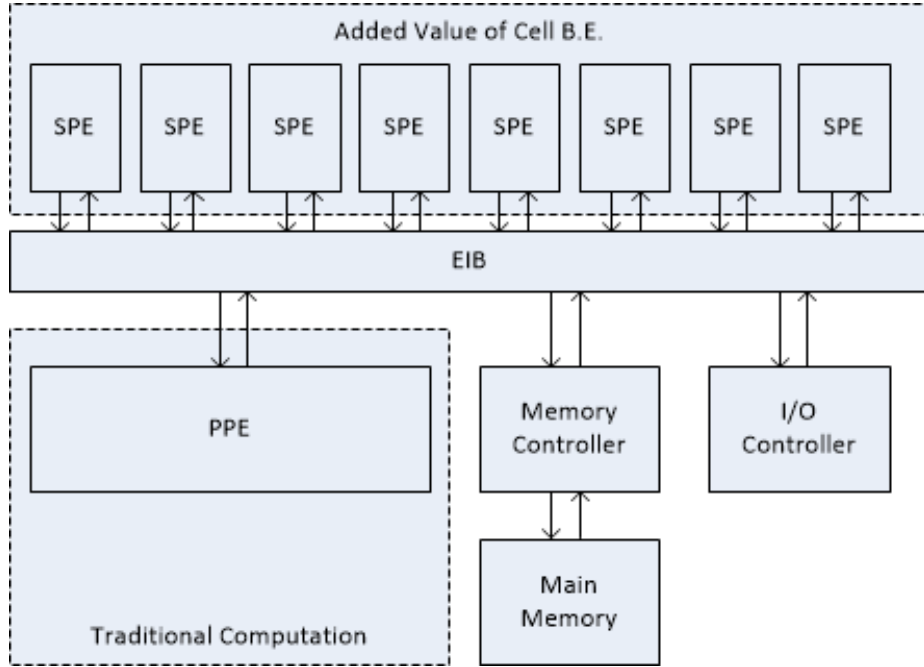 Added Value of Cell B.E.
SPE SPE SPE SPE SPE SPE SPE SPE
EIB
PPE
Memory
Controller
I/O
Controller
Main
Memory
Traditional Computation